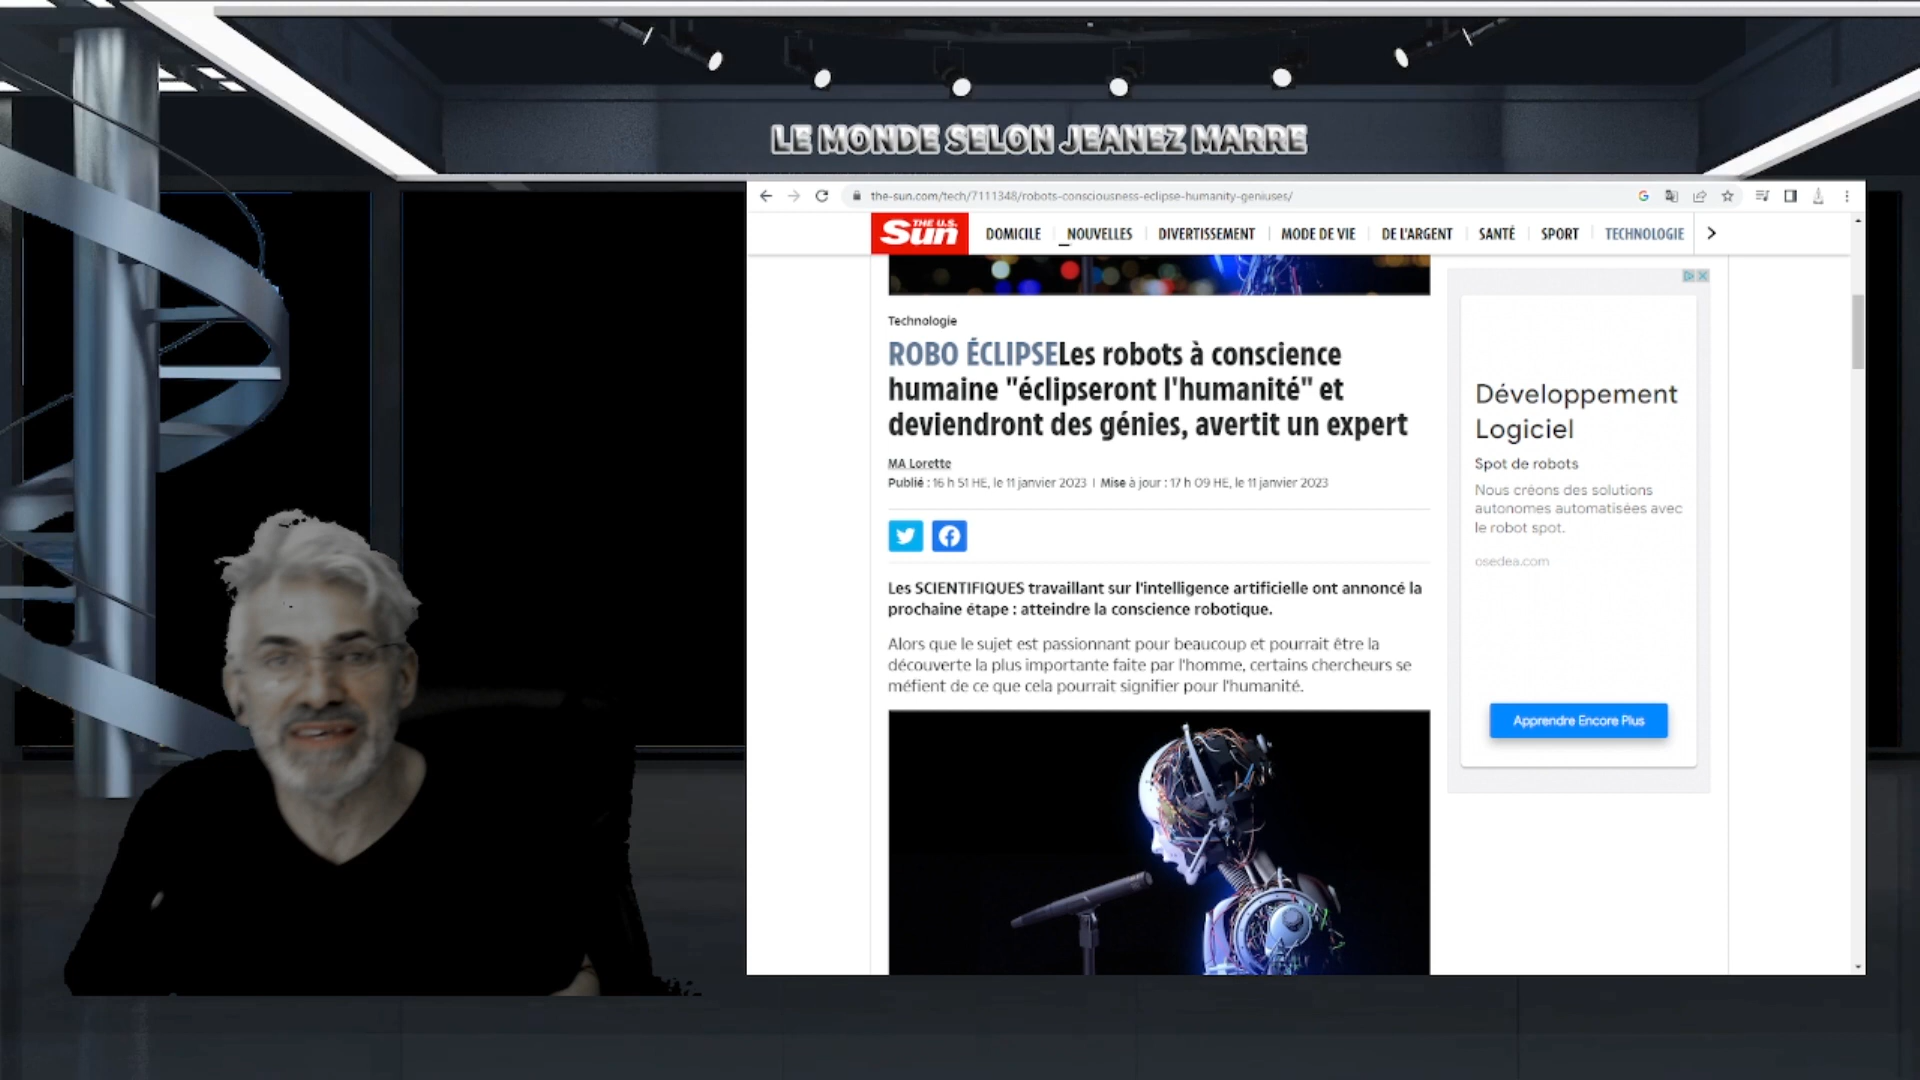 LE MONDE SELON JEANEZ MARRE
the-sun.com/tech/7111348/robots-consciousness-eclipse-humanity-geniuses/
THE U.S. Sun
DOMICILE NOUVELLES DIVERTISSEMENT MODE DE VIE DE L'ARGENT SANTÉ SPORT TECHNOLOGIE
Technologie
ROBO ÉCLIPSELes robots à conscience
humaine "éclipseront l'humanité" et
deviendront des génies, avertit un expert
MA Lorette
Publié : 16 h 51 HE, le 11 janvier 2023 | Mise à jour : 17 h 09 HE, le 11 janvier 2023
Les SCIENTIFIQUES travaillant sur l'intelligence artificielle ont annoncé la
prochaine étape : atteindre la conscience robotique.
Alors que le sujet est passionnant pour beaucoup et pourrait être la
découverte la plus importante faite par l'homme, certains chercheurs se
méfient de ce que cela pourrait signifier pour l'humanité.
Développement
Logiciel
Spot de robots
Nous créons des solutions
autonomes automatisées avec
le robot spot.
osedea.com
Apprendre Encore Plus